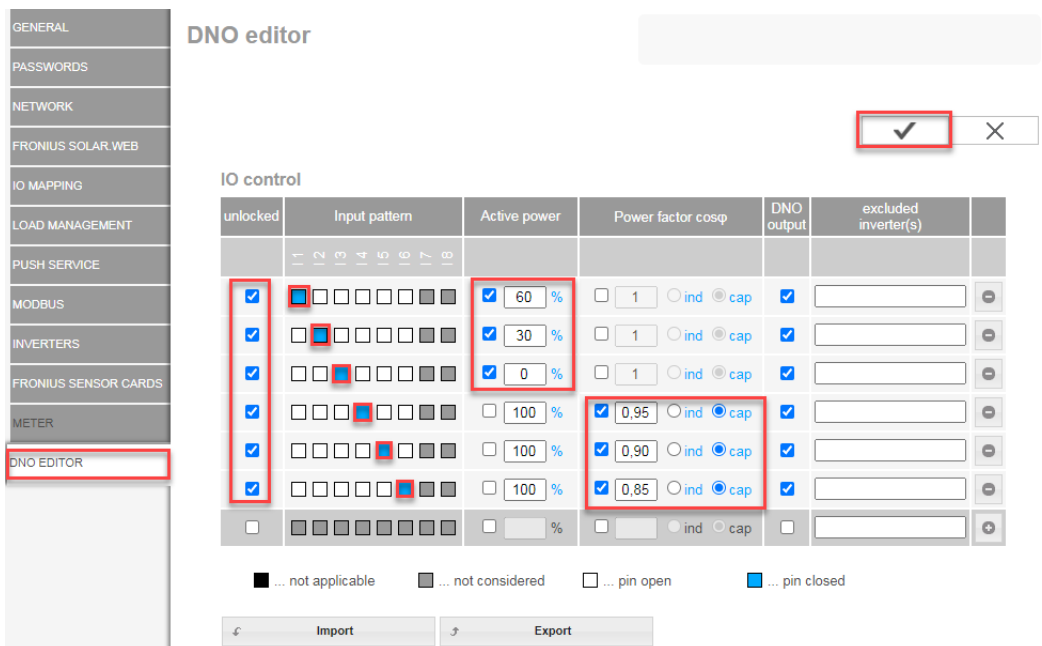 GENERAL
PASSWORDS
NETWORK
FRONIUS SOLAR.WEB
IO MAPPING
LOAD MANAGEMENT
PUSH SERVICE
MODBUS
INVERTERS
FRONIUS SENSOR CARDS
METER
DNO EDITOR
DNO editor
IO control
unlocked Input pattern Active power Power factor cosφ DNO output excluded inverter(s)
I1 I2 I3 I4 I5 I6 I7 I8
60 % 1 ind cap
30 % 1 ind cap
0 % 1 ind cap
100 % 0,95 ind cap
100 % 0,90 ind cap
100 % 0,85 ind cap
% ind cap
... not applicable ... not considered ... pin open ... pin closed
Import Export